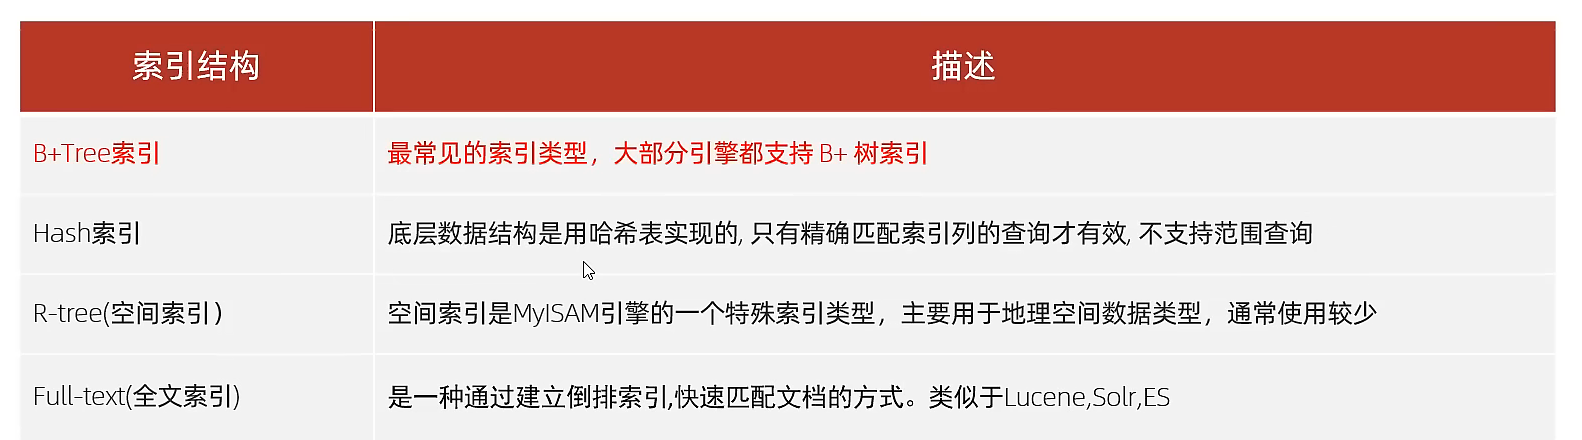 索引结构 描述
B+Tree索引 最常见的索引类型，大部分引擎都支持 B+ 树索引
Hash索引 底层数据结构是用哈希表实现的, 只有精确匹配索引列的查询才有效, 不支持范围查询
R-tree(空间索引） 空间索引是MyISAM引擎的一个特殊索引类型，主要用于地理空间数据类型，通常使用较少
Full-text(全文索引) 是一种通过建立倒排索引,快速匹配文档的方式。类似于Lucene,Solr,ES